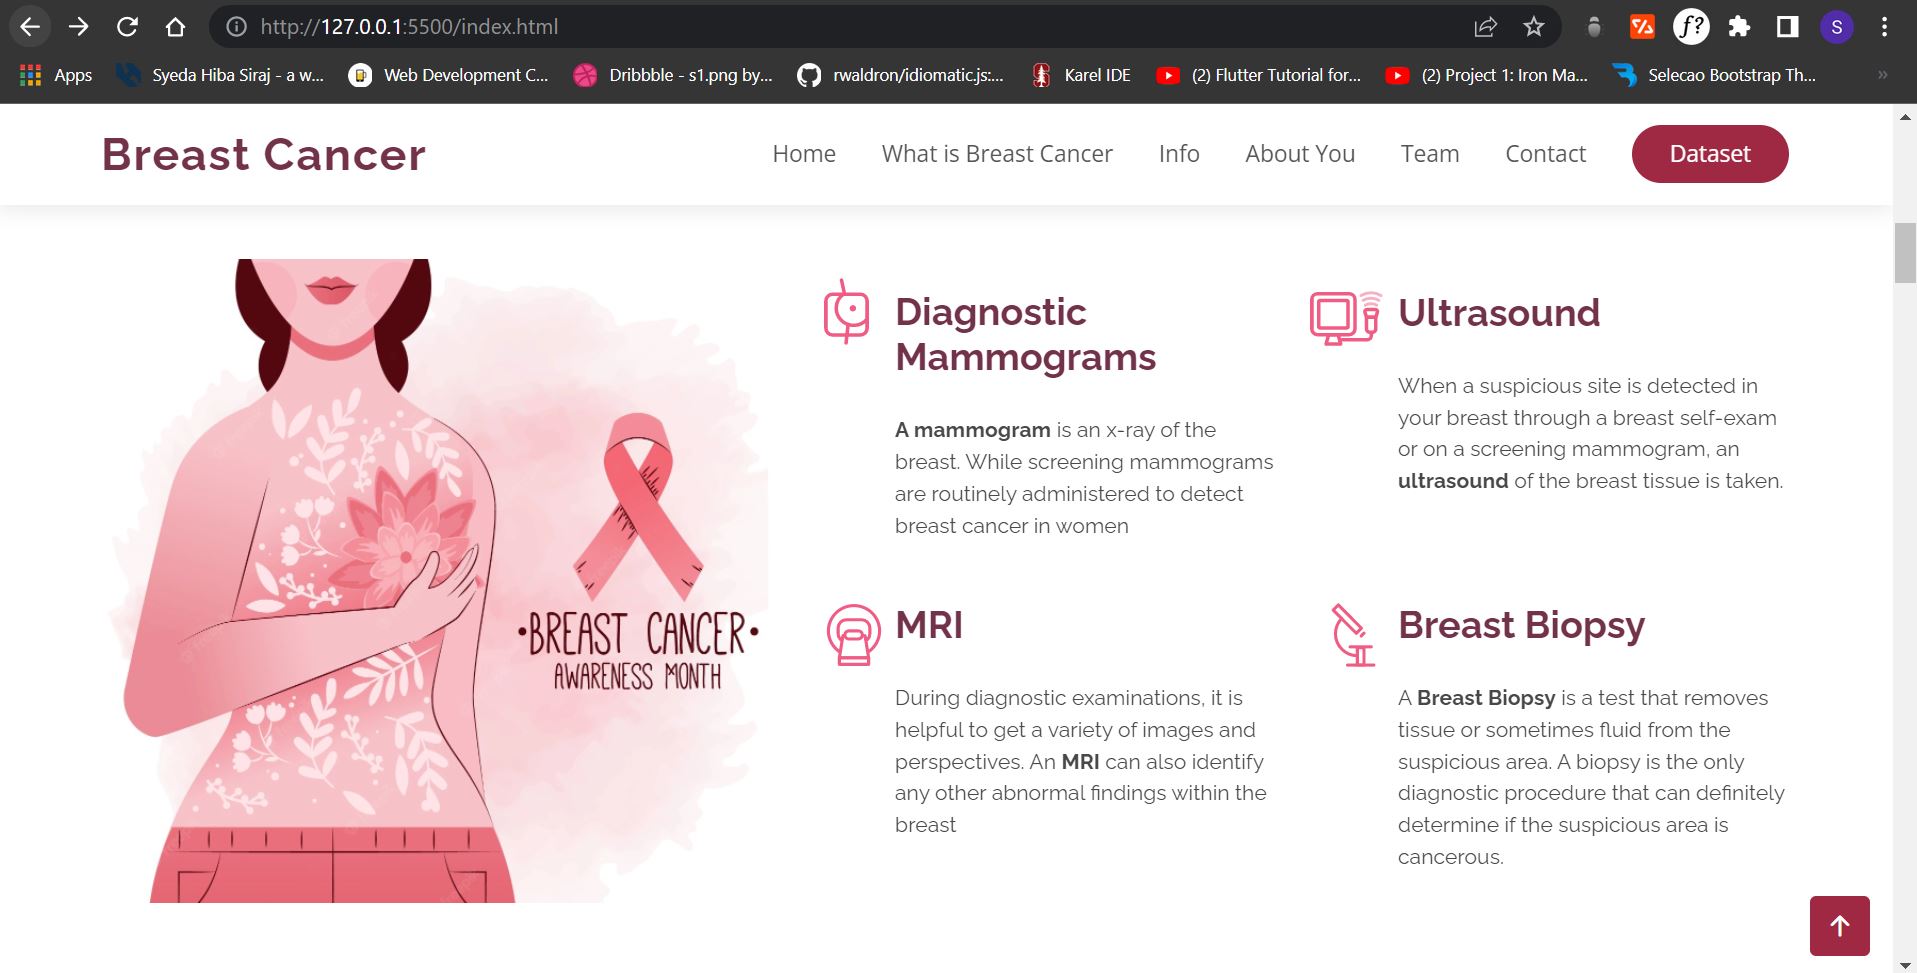 http://127.0.0.1:5500/index.html
f?
S
Apps
Syeda Hiba Siraj - a w...
Web Development C...
Dribbble - s1.png by...
rwaldron/idiomatic.js:...
Karel IDE
(2) Flutter Tutorial for...
(2) Project 1: Iron Ma...
Selecao Bootstrap Th...
»
Breast Cancer
Home
What is Breast Cancer
Info
About You
Team
Contact
Dataset
•BREAST CANCER•
AWARENESS MONTH
Diagnostic
Mammograms
A mammogram is an x-ray of the
breast. While screening mammograms
are routinely administered to detect
breast cancer in women
Ultrasound
When a suspicious site is detected in
your breast through a breast self-exam
or on a screening mammogram, an
ultrasound of the breast tissue is taken.
MRI
During diagnostic examinations, it is
helpful to get a variety of images and
perspectives. An MRI can also identify
any other abnormal findings within the
breast
Breast Biopsy
A Breast Biopsy is a test that removes
tissue or sometimes fluid from the
suspicious area. A biopsy is the only
diagnostic procedure that can definitely
determine if the suspicious area is
cancerous.